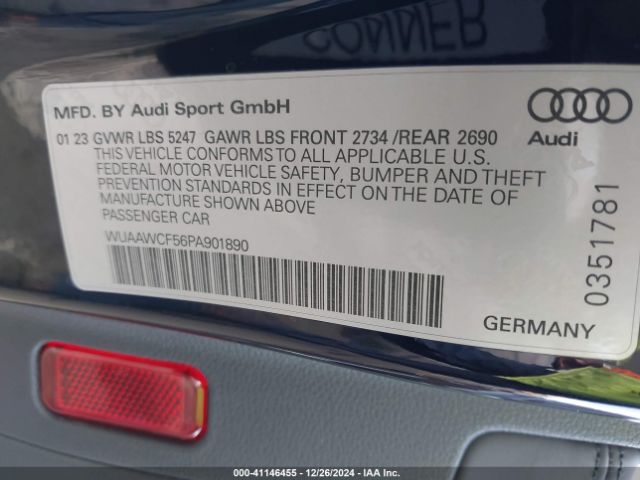 CONNER
MFD. BY Audi Sport GmbH
01 23 GVWR LBS 5247 GAWR LBS FRONT 2734 /REAR 2690
THIS VEHICLE CONFORMS TO ALL APPLICABLE U.S.
FEDERAL MOTOR VEHICLE SAFETY, BUMPER AND THEFT
PREVENTION STANDARDS IN EFFECT ON THE DATE OF
MANUFACTURE SHOWN ABOVE
PASSENGER CAR
WUAAWCF56PA901890
Audi
0351781
GERMANY
000 - 41146455 - 12/26/2024 - IAA Inc.